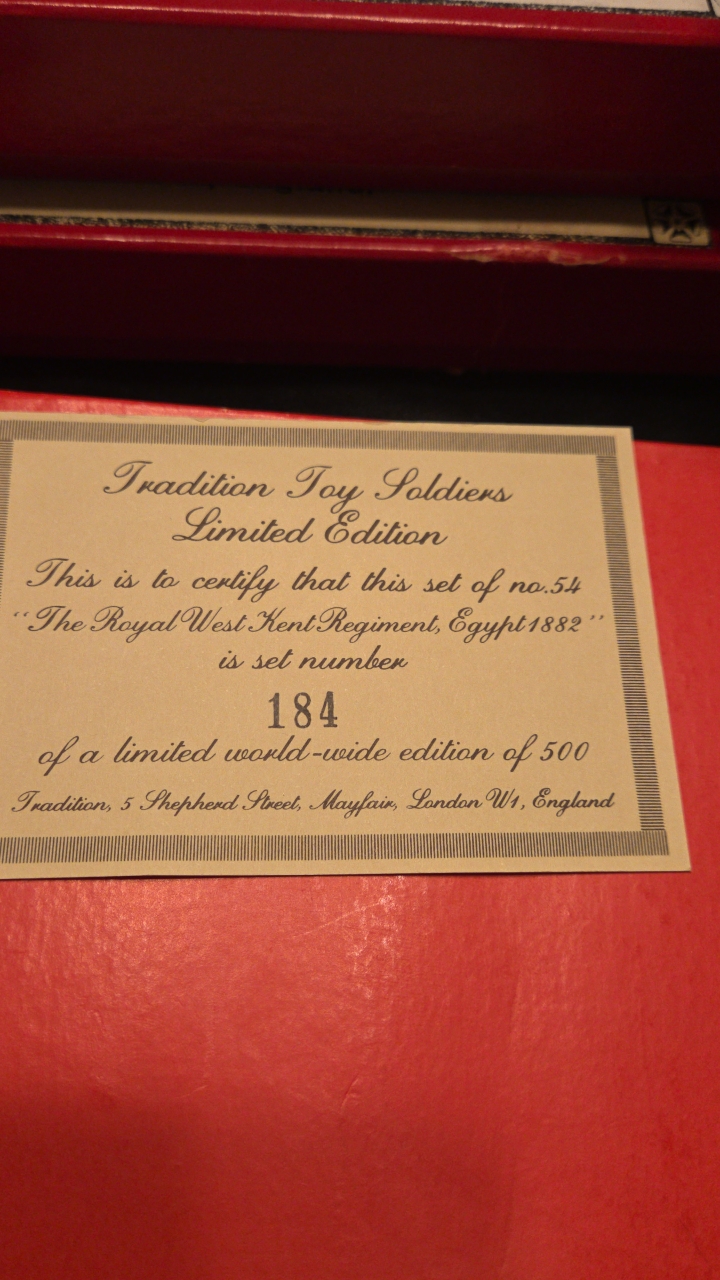 Tradition Toy Soldiers
Limited Edition
This is to certify that this set of no.54
“The Royal West Kent Regiment, Egypt 1882”
is set number
184
of a limited world-wide edition of 500
Tradition, 5 Shepherd Street, Mayfair, London W1, England